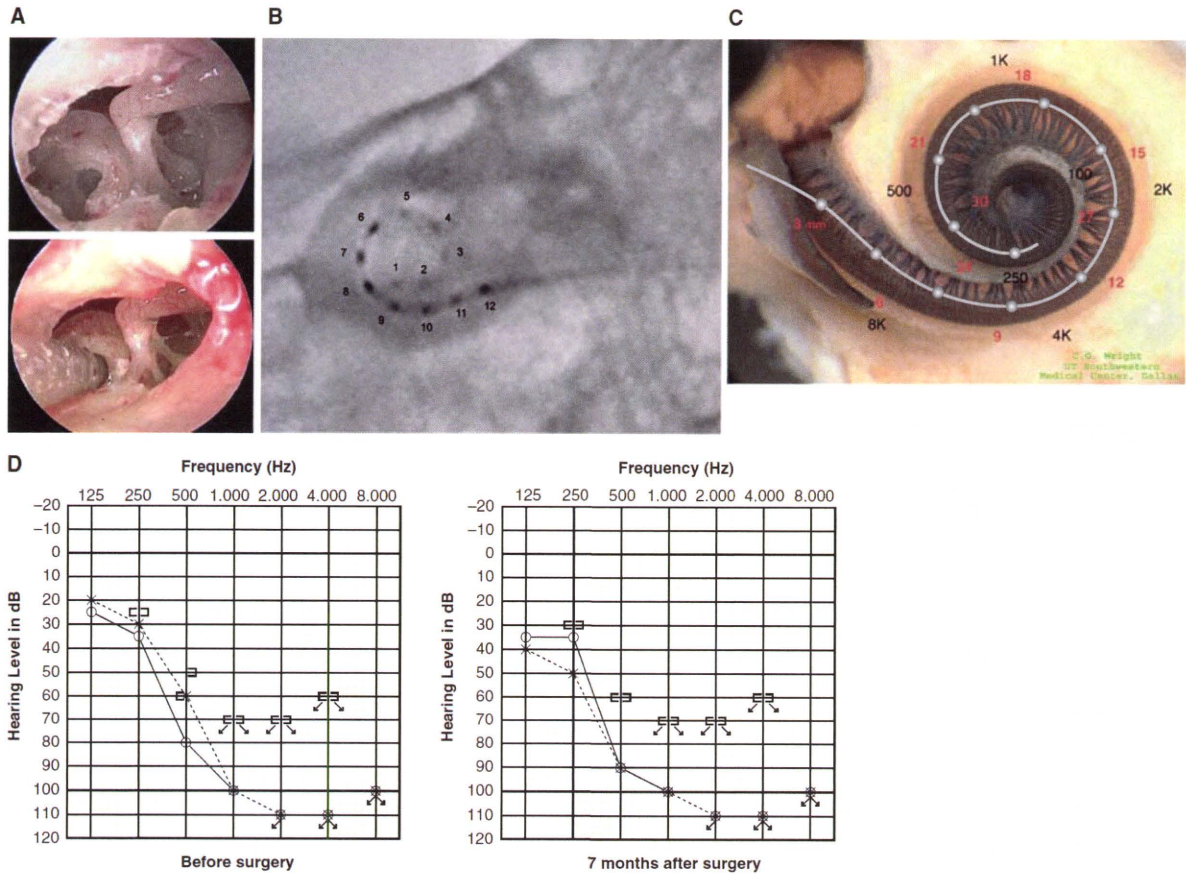 A
B
C
5
6
4
7
3
1
2
8
12
9
10
11
1K
18
21
15
100
500
2K
30
27
3 mm
250
12
6
8K
4K
9
C.G. Wright
UT Southwestern
Medical Center, Dallas
D
Frequency (Hz)
125 250 500 1.000 2.000 4.000 8.000
Hearing Level in dB
−20
−10
0
10
20
30
40
50
60
70
80
90
100
110
120
Before surgery
Frequency (Hz)
125 250 500 1.000 2.000 4.000 8.000
Hearing Level in dB
−20
−10
0
10
20
30
40
50
60
70
80
90
100
110
120
7 months after surgery